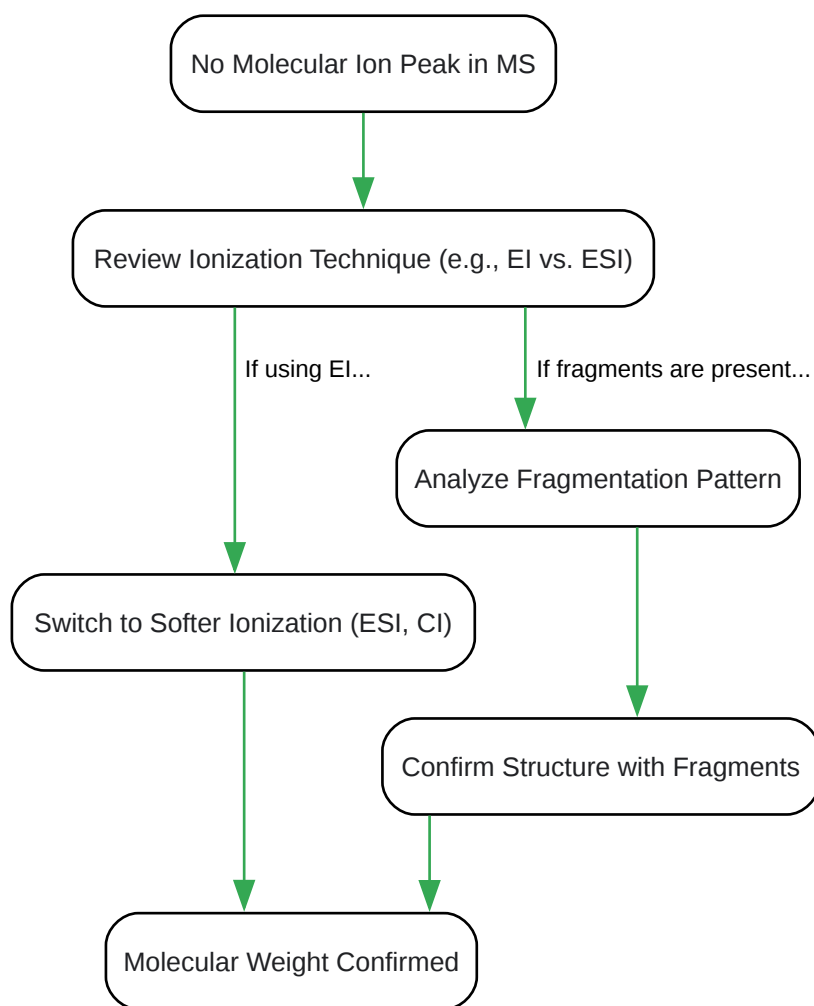 No Molecular Ion Peak in MS
Review Ionization Technique (e.g., EI vs. ESI)
If using EI...
If fragments are present...
Analyze Fragmentation Pattern
Switch to Softer Ionization (ESI, CI)
Confirm Structure with Fragments
Molecular Weight Confirmed